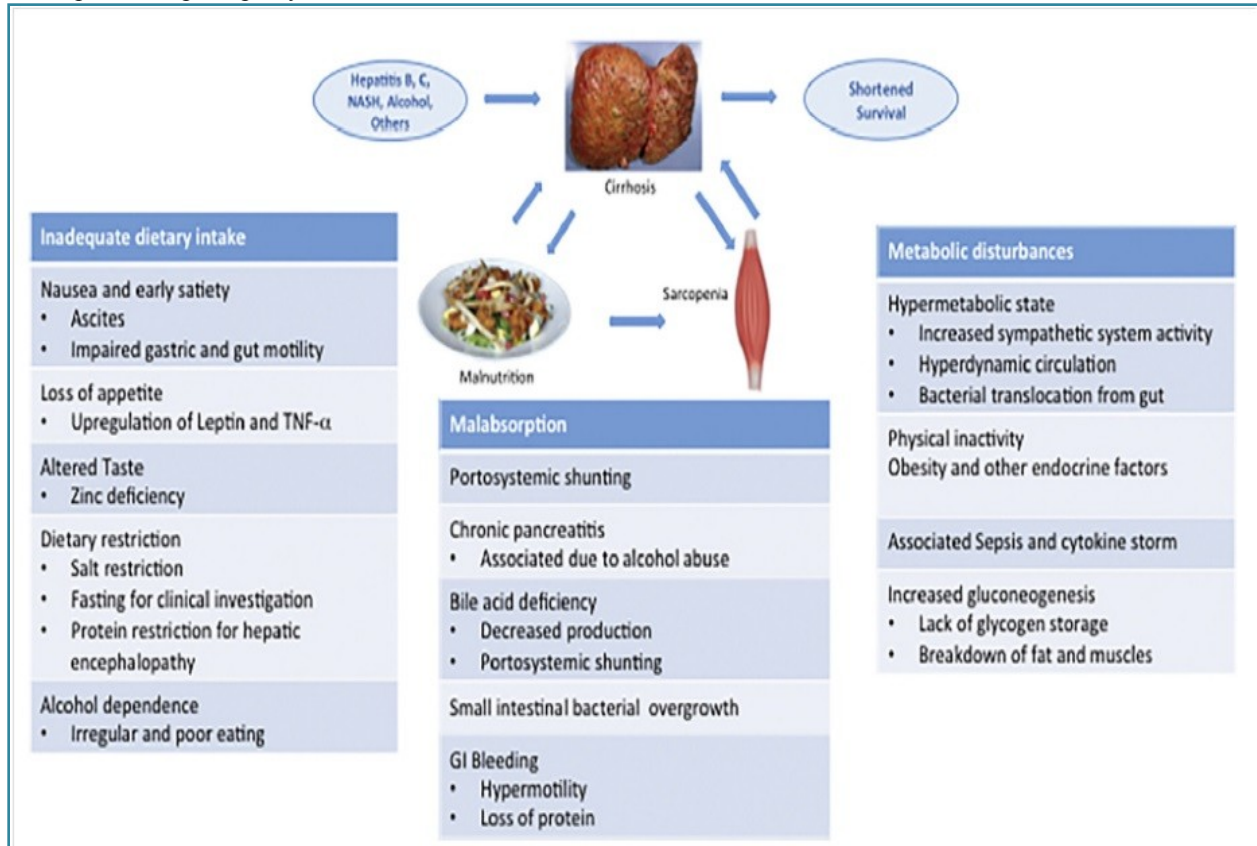 Hepatitis B, C,
NASH, Alcohol,
Others
Shortened
Survival
Cirrhosis
Malnutrition
Sarcopenia
Inadequate dietary intake
Nausea and early satiety
• Ascites
• Impaired gastric and gut motility
Loss of appetite
• Upregulation of Leptin and TNF-α
Altered Taste
• Zinc deficiency
Dietary restriction
• Salt restriction
• Fasting for clinical investigation
• Protein restriction for hepatic
encephalopathy
Alcohol dependence
• Irregular and poor eating
Malabsorption
Portosystemic shunting
Chronic pancreatitis
• Associated due to alcohol abuse
Bile acid deficiency
• Decreased production
• Portosystemic shunting
Small intestinal bacterial overgrowth
GI Bleeding
• Hypermotility
• Loss of protein
Metabolic disturbances
Hypermetabolic state
• Increased sympathetic system activity
• Hyperdynamic circulation
• Bacterial translocation from gut
Physical inactivity
Obesity and other endocrine factors
Associated Sepsis and cytokine storm
Increased gluconeogenesis
• Lack of glycogen storage
• Breakdown of fat and muscles